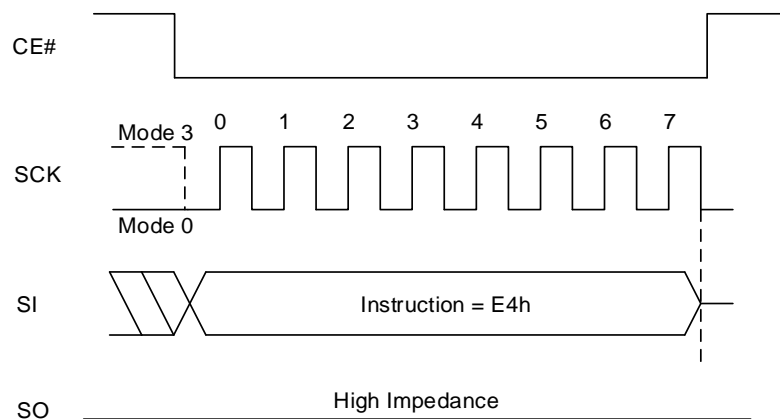 CE#
Mode 3
0 1 2 3 4 5 6 7
SCK
Mode 0
SI
Instruction = E4h
SO
High Impedance